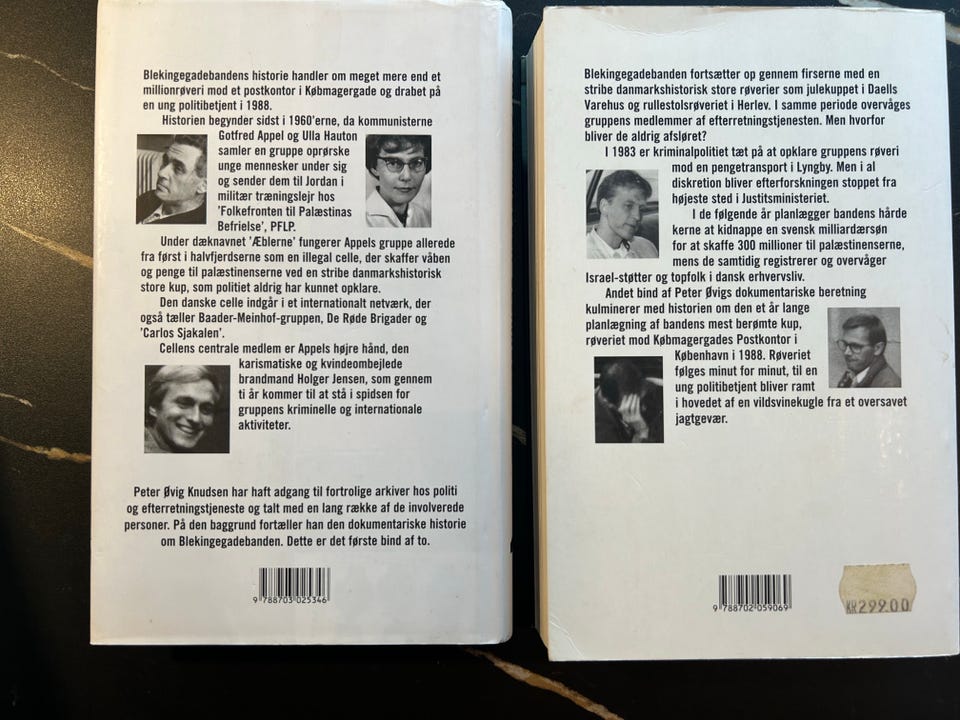 Blekingegadebandens historie handler om meget mere end et
millionrøveri mod et postkontor i Købmagergade og drabet på
en ung politibetjent i 1988.
Historien begynder sidst i 1960'erne, da kommunisterne
Gotfred Appel og Ulla Hauton
samler en gruppe oprørske
unge mennesker under sig
og sender dem til Jordan i
militær træningslejr hos
'Folkefronten til Palæstinas
Befrielse', PFLP.
Under dæknavnet 'Æblerne' fungerer Appels gruppe allerede
fra først i halvfjerdserne som en illegal celle, der skaffer våben
og penge til palæstinenserne ved en stribe danmarkshistorisk
store kup, som politiet aldrig har kunnet opklare.
Den danske celle indgår i et internationalt netværk, der
også tæller Baader-Meinhof-gruppen, De Røde Brigader og
'Carlos Sjakalen'.
Cellens centrale medlem er Appels højre hånd, den
karismatiske og kvindeombejlede
brandmand Holger Jensen, som gennem
ti år kommer til at stå i spidsen for
gruppens kriminelle og internationale
aktiviteter.
Peter Øvig Knudsen har haft adgang til fortrolige arkiver hos politi
og efterretningstjeneste og talt med en lang række af de involverede
personer. På den baggrund fortæller han den dokumentariske historie
om Blekingegadebanden. Dette er det første bind af to.
9 788703 025346
Blekingegadebanden fortsætter op gennem firserne med en
stribe danmarkshistorisk store røverier som julekuppet i Daells
Varehus og rullestolsrøveriet i Herlev. I samme periode overvåges
gruppens medlemmer af efterretningstjenesten. Men hvorfor
bliver de aldrig afsløret?
I 1983 er kriminalpolitiet tæt på at opklare gruppens røveri
mod en pengetransport i Lyngby. Men i al
diskretion bliver efterforskningen stoppet fra
højeste sted i Justitsministeriet.
I de følgende år planlægger bandens hårde
kerne at kidnappe en svensk milliardærsøn
for at skaffe 300 millioner til palæstinenserne,
mens de samtidig registrerer og overvåger
Israel-støtter og topfolk i dansk erhvervsliv.
Andet bind af Peter Øvigs dokumentariske beretning
kulminerer med historien om den et år lange
planlægning af bandens mest berømte kup,
røveriet mod Købmagergades Postkontor i
København i 1988. Røveriet
følges minut for minut, til en
ung politibetjent bliver ramt
i hovedet af en vildsvinekugle fra et oversavet
jagtgevær.
9 788702 059069
KR 299.00